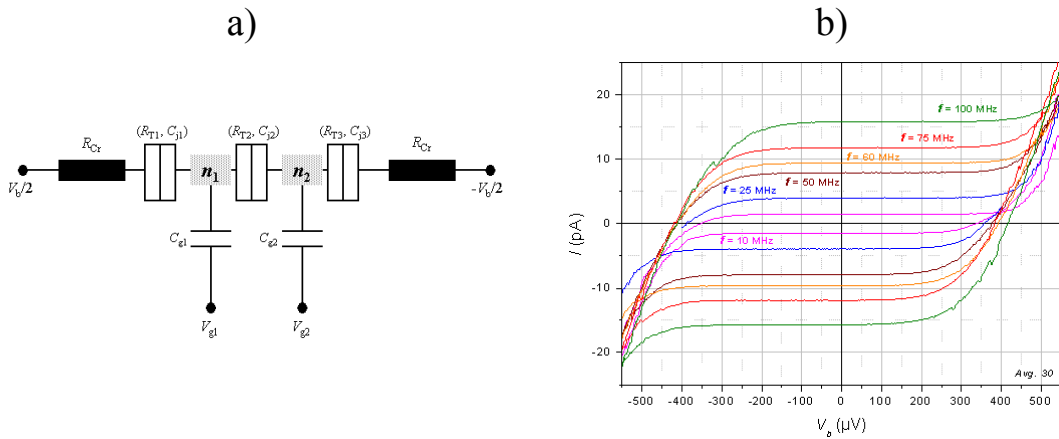 a)
R_Cr
(R_T1, C_j1)
(R_T2, C_j2)
(R_T3, C_j3)
R_Cr
V_b/2
n_1
n_2
-V_b/2
C_g1
C_g2
V_g1
V_g2
b)
I (pA)
20
10
0
-10
-20
f = 100 MHz
f = 75 MHz
f = 60 MHz
f = 50 MHz
f = 25 MHz
f = 10 MHz
Avg. 30
-500 -400 -300 -200 -100 0 100 200 300 400 500
V_b (µV)